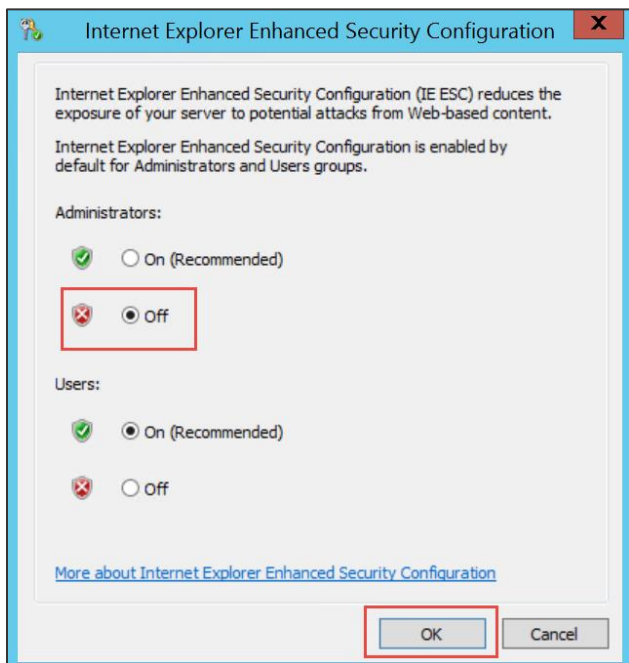 Internet Explorer Enhanced Security Configuration
X
Internet Explorer Enhanced Security Configuration (IE ESC) reduces the
exposure of your server to potential attacks from Web-based content.
Internet Explorer Enhanced Security Configuration is enabled by
default for Administrators and Users groups.
Administrators:
On (Recommended)
Off
Users:
On (Recommended)
Off
More about Internet Explorer Enhanced Security Configuration
OK
Cancel